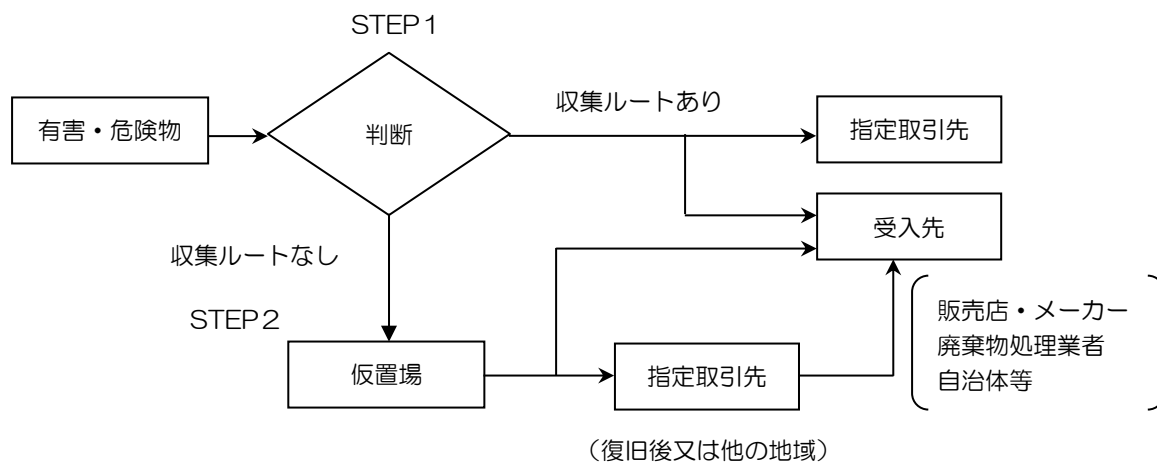 STEP1
収集ルートあり
有害・危険物
判断
指定取引先
受入先
収集ルートなし
STEP2
販売店・メーカー
廃棄物処理業者
自治体等
仮置場
指定取引先
（復旧後又は他の地域）